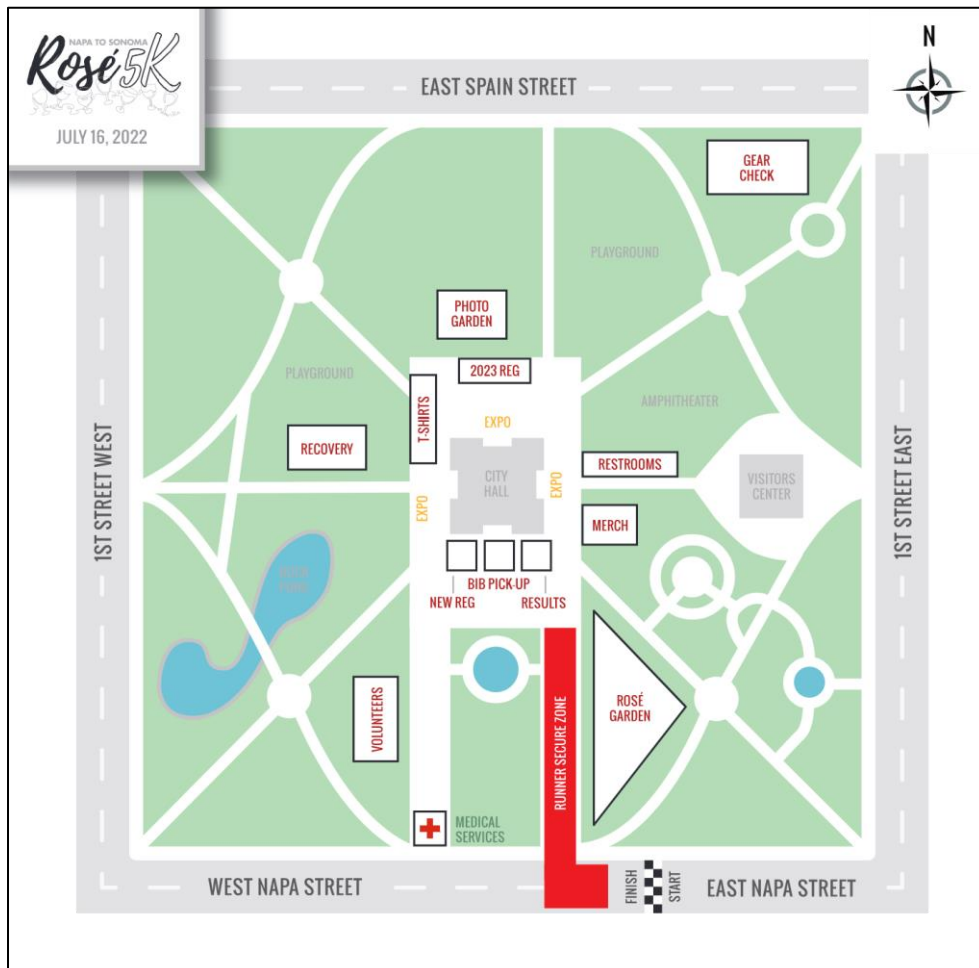 NAPA TO SONOMA
Rosé 5K
JULY 16, 2022
N
EAST SPAIN STREET
GEAR
CHECK
PLAYGROUND
PHOTO
GARDEN
2023 REG
PLAYGROUND
T-SHIRTS
AMPHITHEATER
EXPO
RECOVERY
RESTROOMS
CITY
HALL
EXPO
EXPO
VISITORS
CENTER
1ST STREET WEST
1ST STREET EAST
MERCH
BIB PICK-UP
NEW REG
RESULTS
VOLUNTEERS
RUNNER SECURE ZONE
ROSÉ
GARDEN
MEDICAL
SERVICES
WEST NAPA STREET
FINISH
START
EAST NAPA STREET